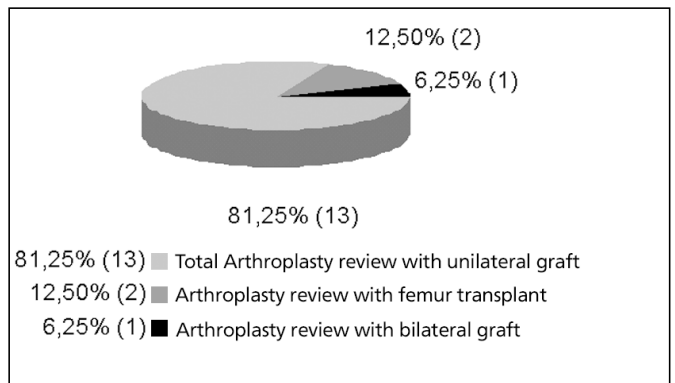 12,50% (2)
6,25% (1)
81,25% (13)
81,25% (13) Total Arthroplasty review with unilateral graft
12,50% (2) Arthroplasty review with femur transplant
6,25% (1) Arthroplasty review with bilateral graft